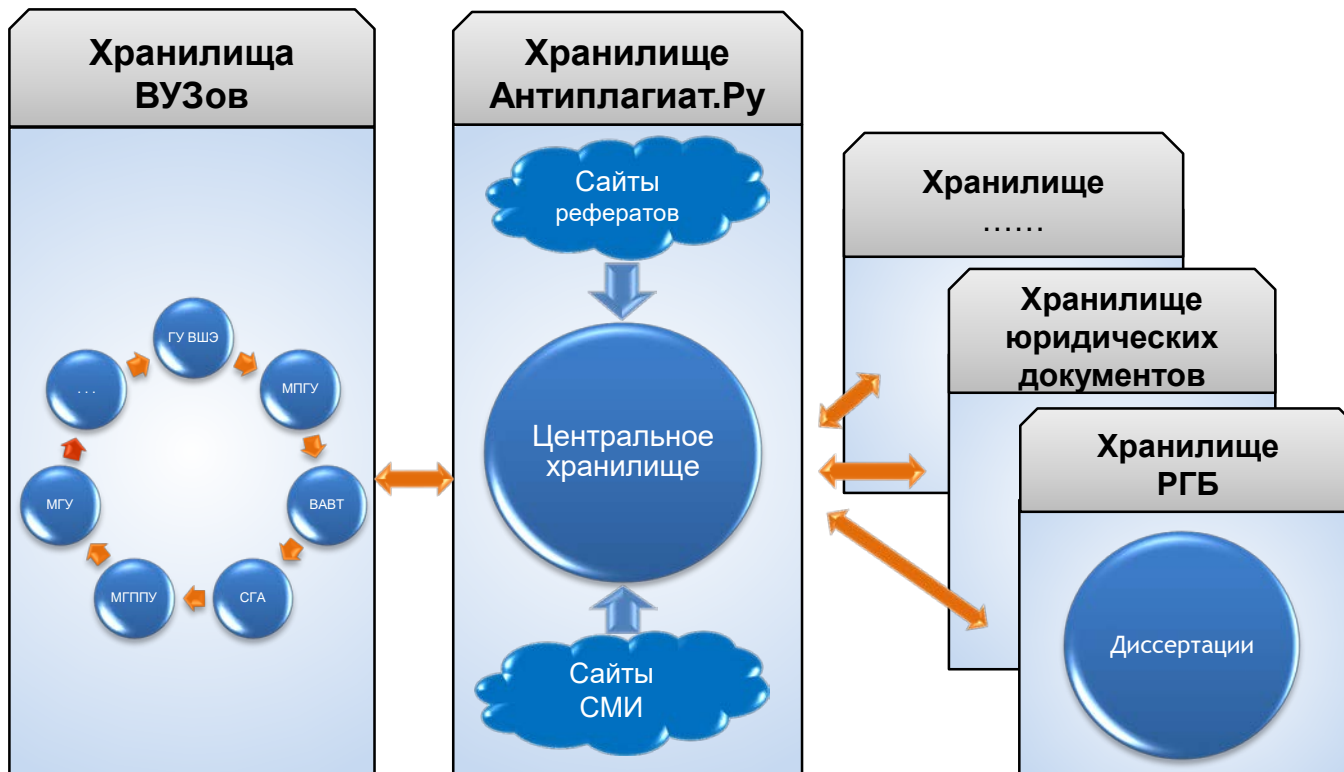 Хранилища
ВУЗов
ГУ ВШЭ
МПГУ
ВАВТ
СГА
МГППУ
МГУ
. . .
Хранилище
Антиплагиат.Ру
Сайты
рефератов
Центральное
хранилище
Сайты
СМИ
Хранилище
......
Хранилище
юридических
документов
Хранилище
РГБ
Диссертации